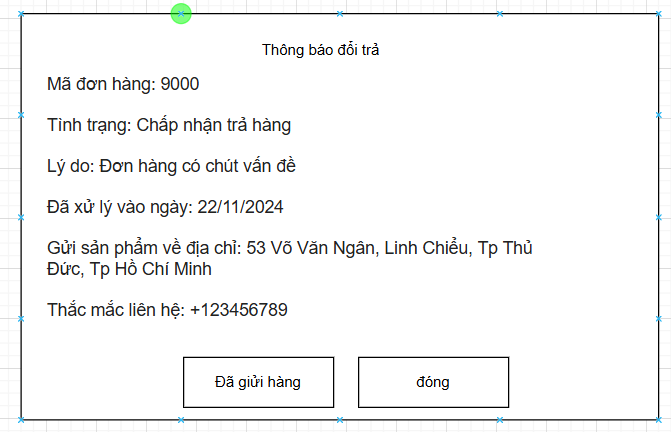 Thông báo đổi trả
Mã đơn hàng: 9000
Tình trạng: Chấp nhận trả hàng
Lý do: Đơn hàng có chút vấn đề
Đã xử lý vào ngày: 22/11/2024
Gửi sản phẩm về địa chỉ: 53 Võ Văn Ngân, Linh Chiểu, Tp Thủ
Đức, Tp Hồ Chí Minh
Thắc mắc liên hệ: +123456789
Đã giửi hàng
đóng